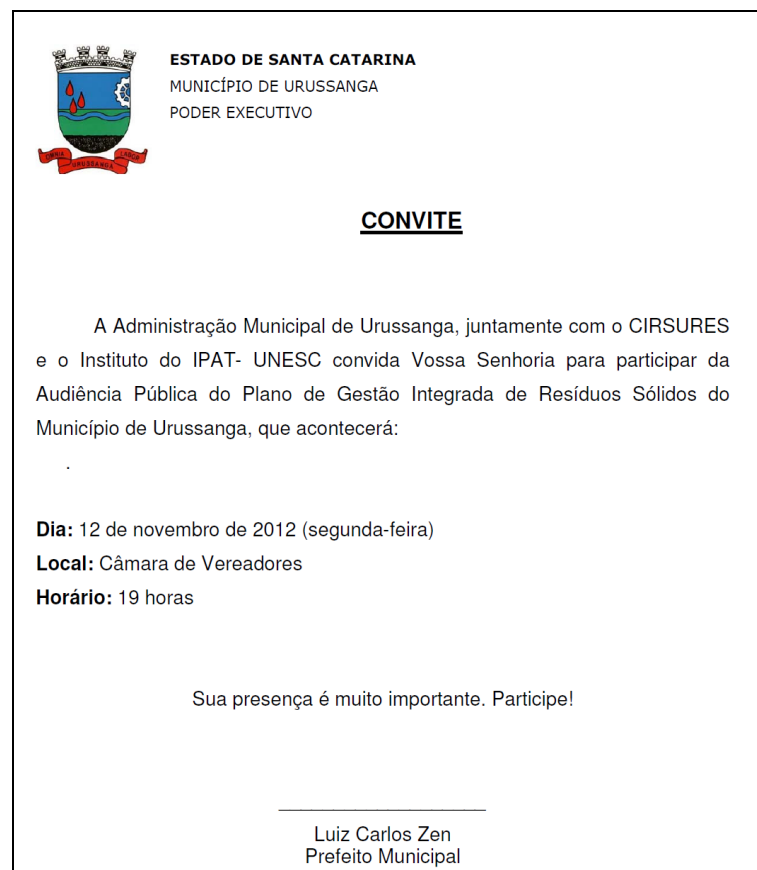 ESTADO DE SANTA CATARINA
MUNICÍPIO DE URUSSANGA
PODER EXECUTIVO
URUSSANGA
LABOR
CONVITE
A Administração Municipal de Urussanga, juntamente com o CIRSURES
e o Instituto do IPAT- UNESC convida Vossa Senhoria para participar da
Audiência Pública do Plano de Gestão Integrada de Resíduos Sólidos do
Município de Urussanga, que acontecerá:
.
Dia: 12 de novembro de 2012 (segunda-feira)
Local: Câmara de Vereadores
Horário: 19 horas
Sua presença é muito importante. Participe!
Luiz Carlos Zen
Prefeito Municipal